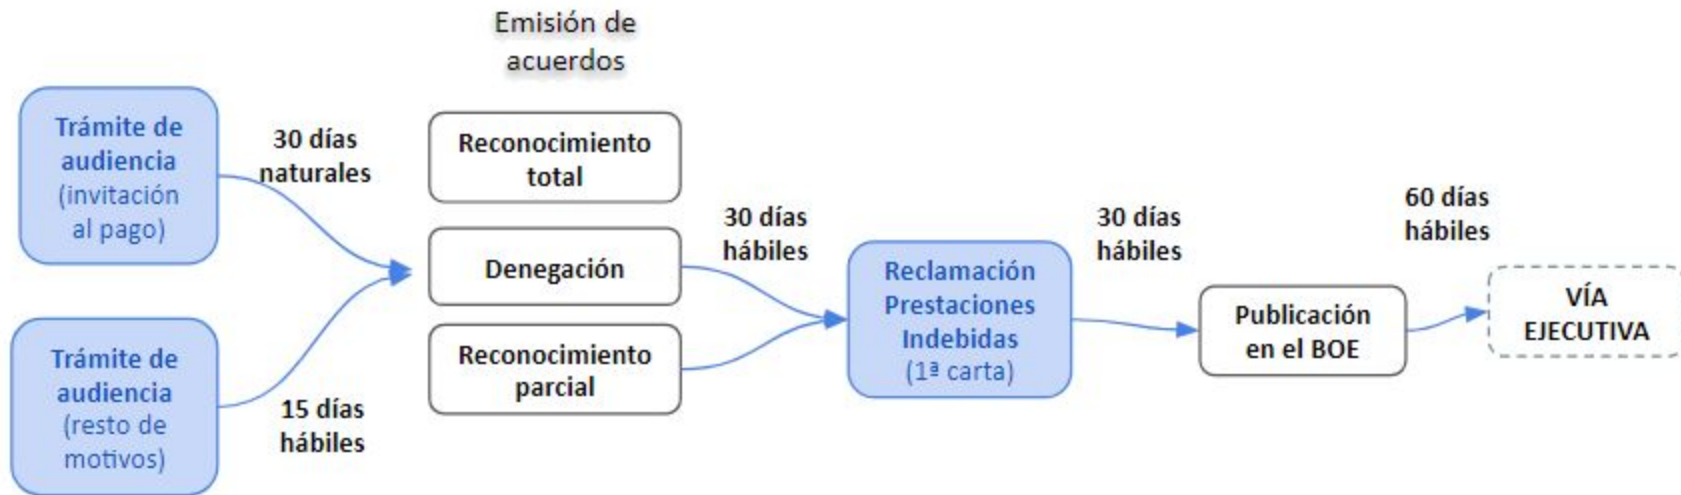 Emisión de
acuerdos
Trámite de
audiencia
(invitación
al pago)
30 días
naturales
Reconocimiento
total
Trámite de
audiencia
(resto de
motivos)
15 días
hábiles
Denegación
Reconocimiento
parcial
30 días
hábiles
Reclamación
Prestaciones
Indebidas
(1ª carta)
30 días
hábiles
Publicación
en el BOE
60 días
hábiles
VÍA
EJECUTIVA